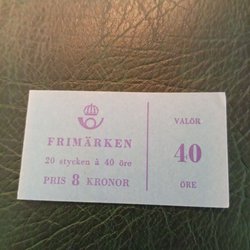 FRIMÄRKEN
20 stycken à 40 öre
PRIS 8 KRONOR
VALÖR
40
ÖRE